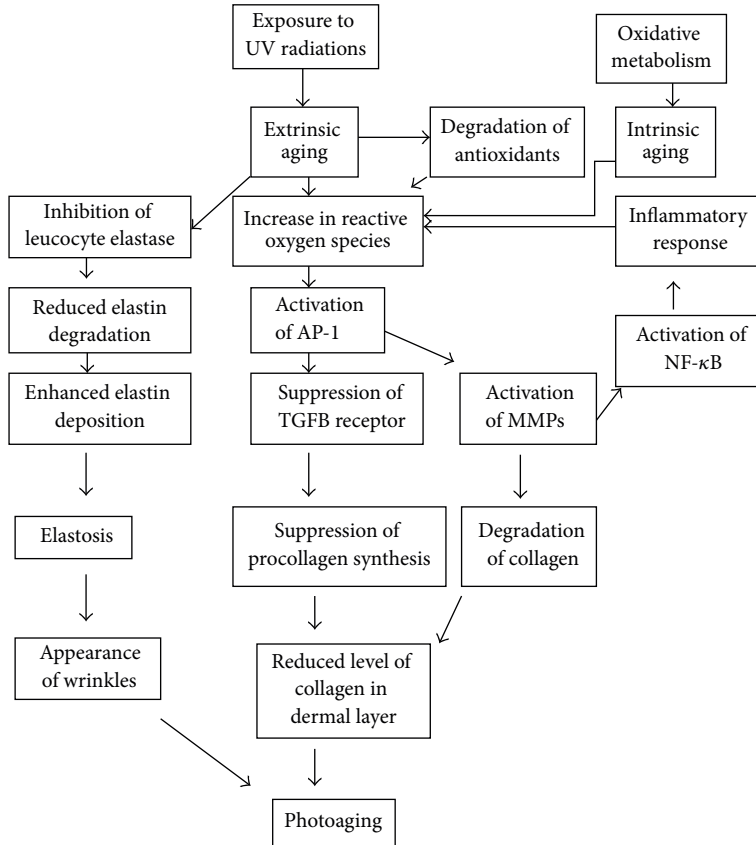 Exposure to
UV radiations
Oxidative
metabolism
Extrinsic
aging
Degradation of
antioxidants
Intrinsic
aging
Inhibition of
leucocyte elastase
Increase in reactive
oxygen species
Inflammatory
response
Reduced elastin
degradation
Activation
of AP-1
Activation of
NF-κB
Enhanced elastin
deposition
Suppression of
TGFB receptor
Activation
of MMPs
Elastosis
Suppression of
procollagen synthesis
Degradation
of collagen
Appearance
of wrinkles
Reduced level of
collagen in
dermal layer
Photoaging